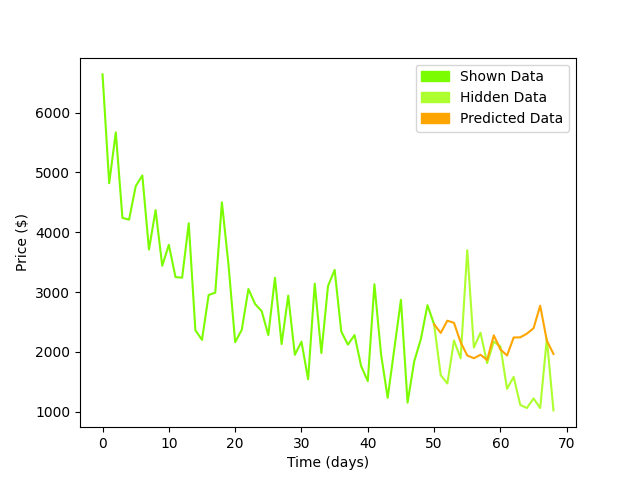 Shown Data
Hidden Data
Predicted Data
6000
5000
4000
3000
2000
1000
Price ($)
0 10 20 30 40 50 60 70
Time (days)